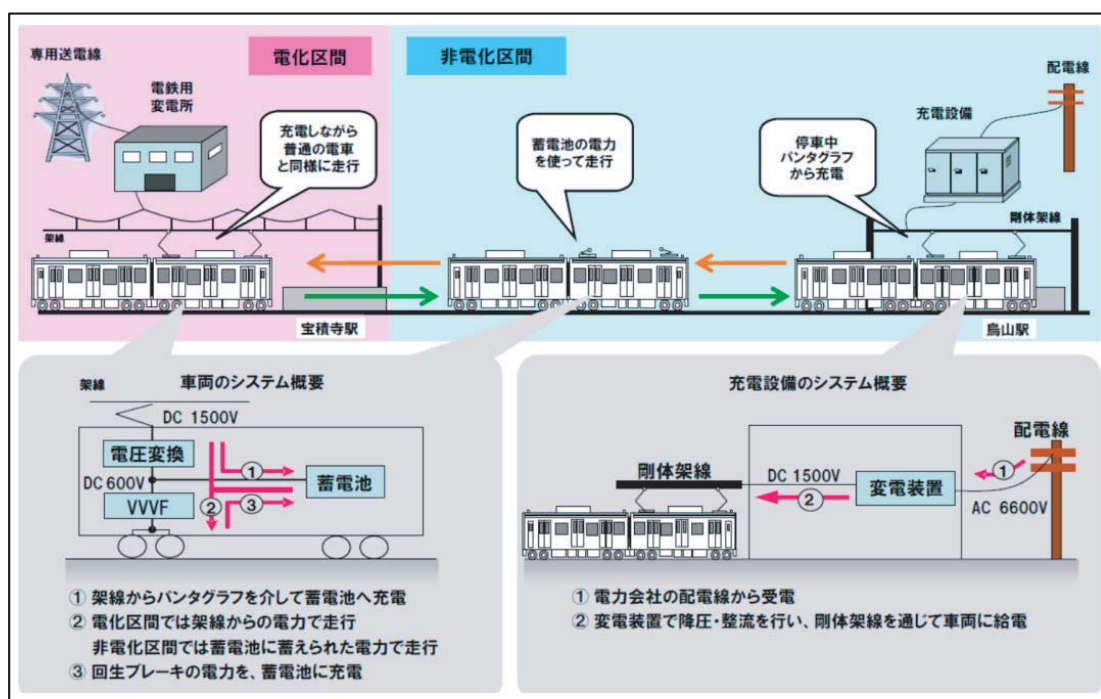 専用送電線
電化区間
非電化区間
配電線
電鉄用
変電所
充電設備
充電しながら
普通の電車
と同様に走行
蓄電池の電力
を使って走行
停車中
パンタグラフ
から充電
架線
剛体架線
宝積寺駅
烏山駅
車両のシステム概要
架線
DC 1500V
電圧変換
①
DC 600V
蓄電池
VVVF
②
③
① 架線からパンタグラフを介して蓄電池へ充電
② 電化区間では架線からの電力で走行
非電化区間では蓄電池に蓄えられた電力で走行
③ 回生ブレーキの電力を、蓄電池に充電
充電設備のシステム概要
配電線
剛体架線
DC 1500V
変電装置
①
②
AC 6600V
① 電力会社の配電線から受電
② 変電装置で降圧・整流を行い、剛体架線を通じて車両に給電